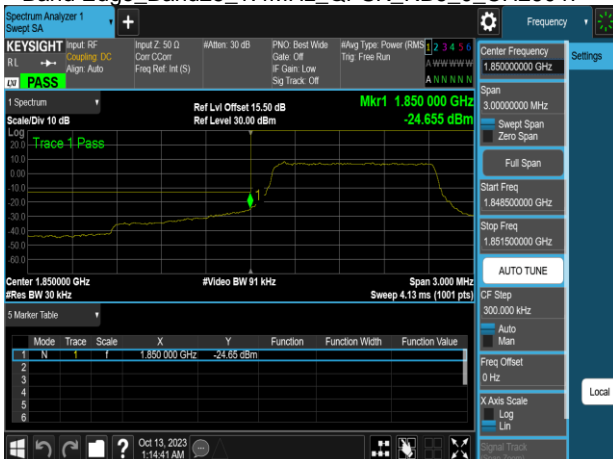 Spectrum Analyzer 1
Swept SA
+
Frequency
KEYSIGHT
Input: RF
Coupling: DC
Align: Auto
Input Z: 50 Ω
Corr CCorr
Freq Ref: Int (S)
#Atten: 30 dB
PNO: Best Wide
Gate: Off
IF Gain: Low
Sig Track: Off
#Avg Type: Power (RMS
Trig: Free Run
1 2 3 4 5 6
A WWWWW
A N N N N N
RL
LXI
PASS
1 Spectrum
Scale/Div 10 dB
Ref Lvl Offset 15.50 dB
Ref Level 30.00 dBm
Mkr1 1.850 000 GHz
-24.655 dBm
Log
Trace 1 Pass
20.0
10.0
0.00
-10.0
-20.0
-30.0
-40.0
-50.0
-60.0
1
Center 1.850000 GHz
#Res BW 30 kHz
#Video BW 91 kHz
Span 3.000 MHz
Sweep 4.13 ms (1001 pts)
5 Marker Table
Mode Trace Scale X Y Function Function Width Function Value
1 N 1 f 1.850 000 GHz -24.65 dBm
2
3
4
5
6
Oct 13, 2023
1:14:41 AM
Center Frequency
1.850000000 GHz
Settings
Span
3.00000000 MHz
Swept Span
Zero Span
Full Span
Start Freq
1.848500000 GHz
Stop Freq
1.851500000 GHz
AUTO TUNE
CF Step
300.000 kHz
Auto
Man
Freq Offset
0 Hz
X Axis Scale
Log
Lin
Local
Signal Track